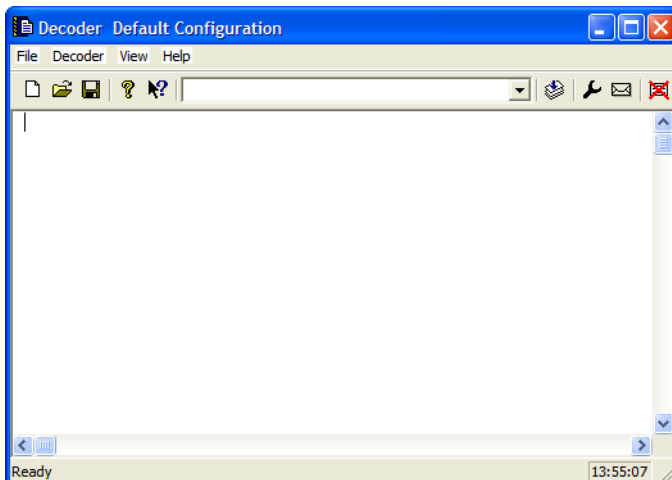 Decoder Default Configuration
File Decoder View Help
Ready 13:55:07